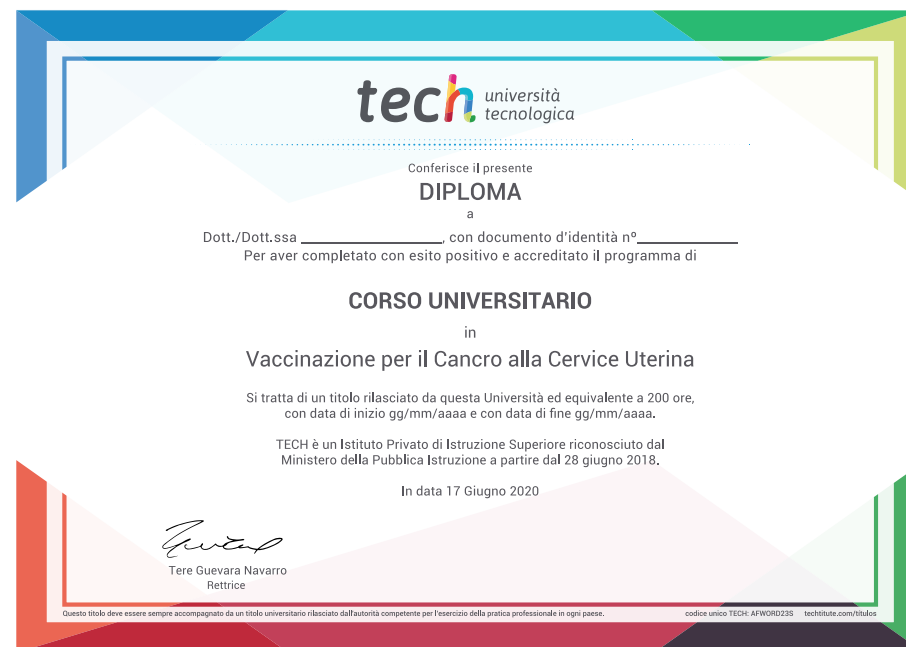 tech università
tecnologica
Conferisce il presente
DIPLOMA
a
Dott./Dott.ssa ________________, con documento d'identità nº____________
Per aver completato con esito positivo e accreditato il programma di
CORSO UNIVERSITARIO
in
Vaccinazione per il Cancro alla Cervice Uterina
Si tratta di un titolo rilasciato da questa Università ed equivalente a 200 ore,
con data di inizio gg/mm/aaaa e con data di fine gg/mm/aaaa.
TECH è un Istituto Privato di Istruzione Superiore riconosciuto dal
Ministero della Pubblica Istruzione a partire dal 28 giugno 2018.
In data 17 Giugno 2020
Tere Guevara Navarro
Rettrice
Questo titolo deve essere sempre accompagnato da un titolo universitario rilasciato dall'autorità competente per l'esercizio della pratica professionale in ogni paese. codice unico TECH: AFWORD23S techtitute.com/titulos